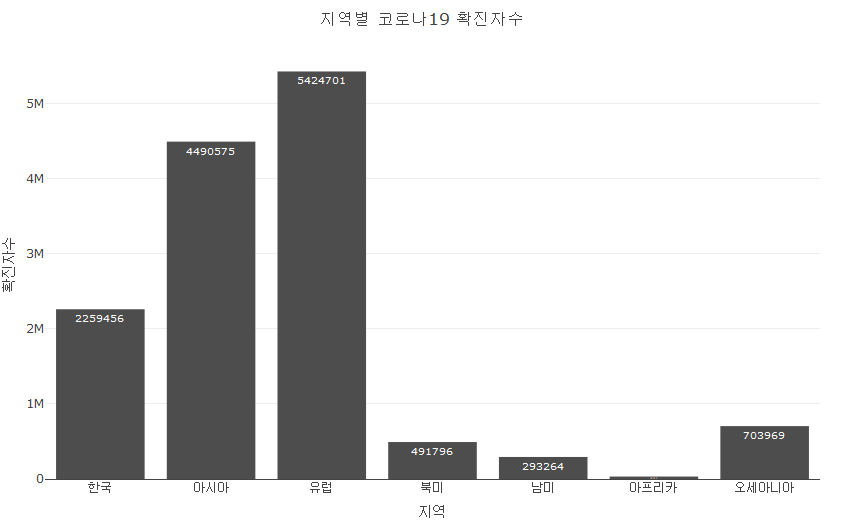 지역별 코로나19 확진자수
5M
4M
3M
2M
1M
0
확진자수
2259456
4490575
5424701
491796
293264
703969
한국
아시아
유럽
북미
남미
아프리카
오세아니아
지역